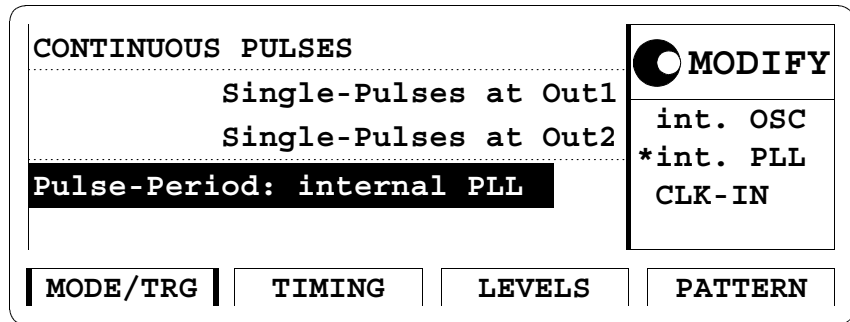 CONTINUOUS PULSES
Single-Pulses at Out1
Single-Pulses at Out2
Pulse-Period: internal PLL
MODIFY
int. OSC
*int. PLL
CLK-IN
MODE/TRG TIMING LEVELS PATTERN